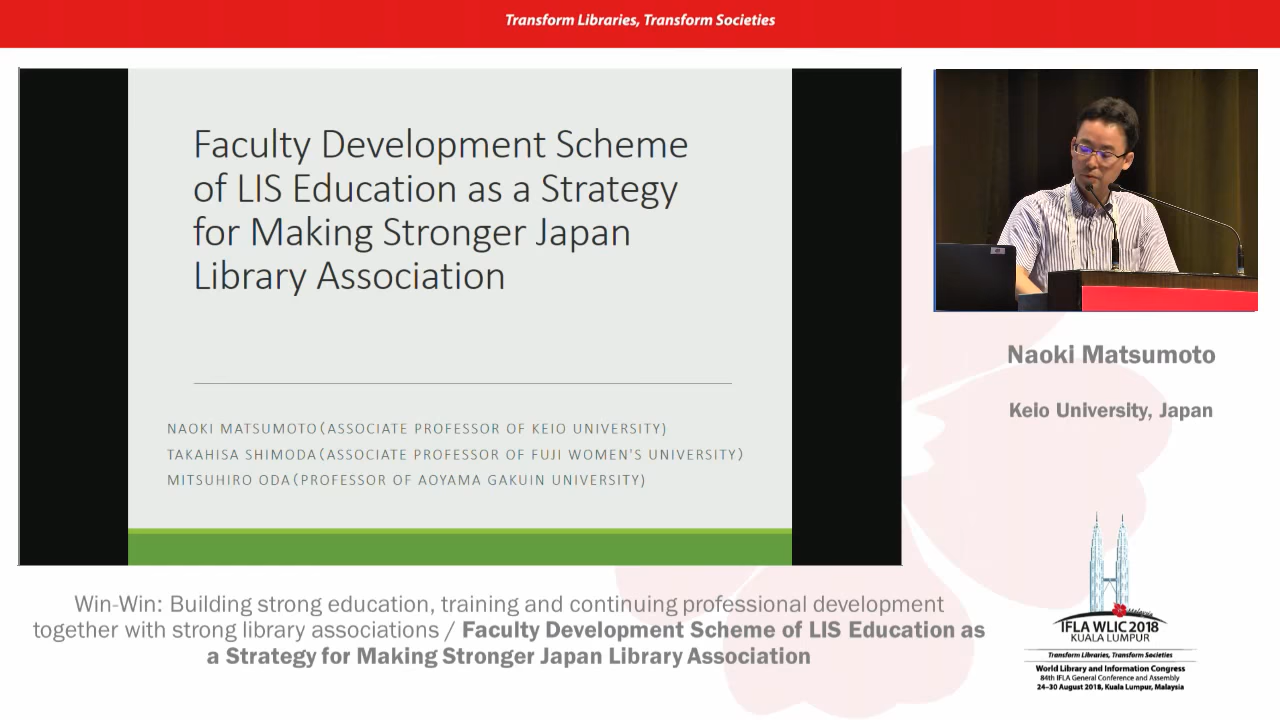 Transform Libraries, Transform Societies
Faculty Development Scheme
of LIS Education as a Strategy
for Making Stronger Japan
Library Association
NAOKI MATSUMOTO(ASSOCIATE PROFESSOR OF KEIO UNIVERSITY)
TAKAHISA SHIMODA(ASSOCIATE PROFESSOR OF FUJI WOMEN'S UNIVERSITY)
MITSUHIRO ODA(PROFESSOR OF AOYAMA GAKUIN UNIVERSITY)
Naoki Matsumoto
Keio University, Japan
Win-Win: Building strong education, training and continuing professional development
together with strong library associations / Faculty Development Scheme of LIS Education as
a Strategy for Making Stronger Japan Library Association
Malaysia
IFLA WLIC 2018
KUALA LUMPUR
Transform Libraries, Transform Societies
World Library and Information Congress
84th IFLA General Conference and Assembly
24–30 August 2018, Kuala Lumpur, Malaysia